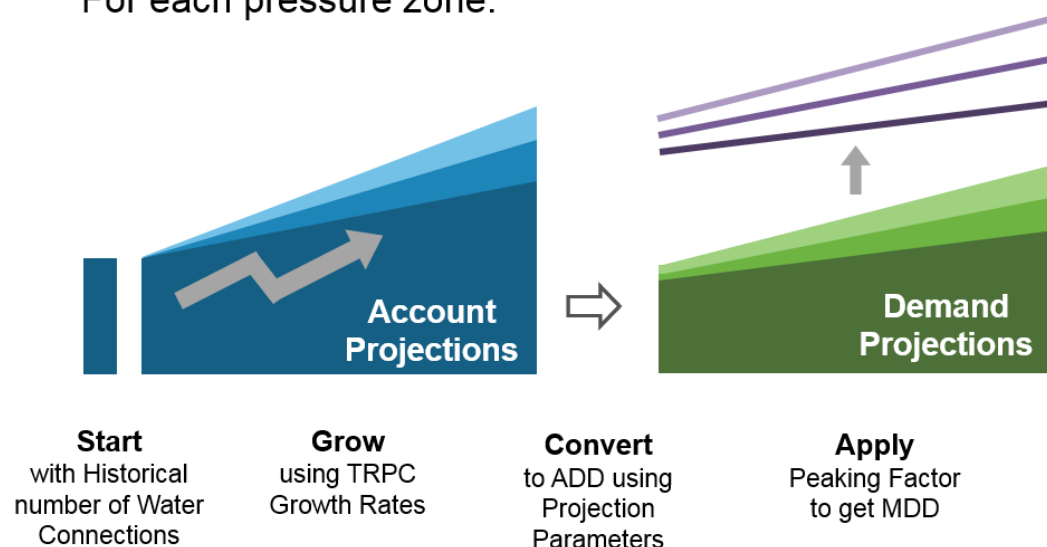 For each pressure zone:
Account
Projections
Demand
Projections
Start
with Historical
number of Water
Connections
Grow
using TRPC
Growth Rates
Convert
to ADD using
Projection
Parameters
Apply
Peaking Factor
to get MDD